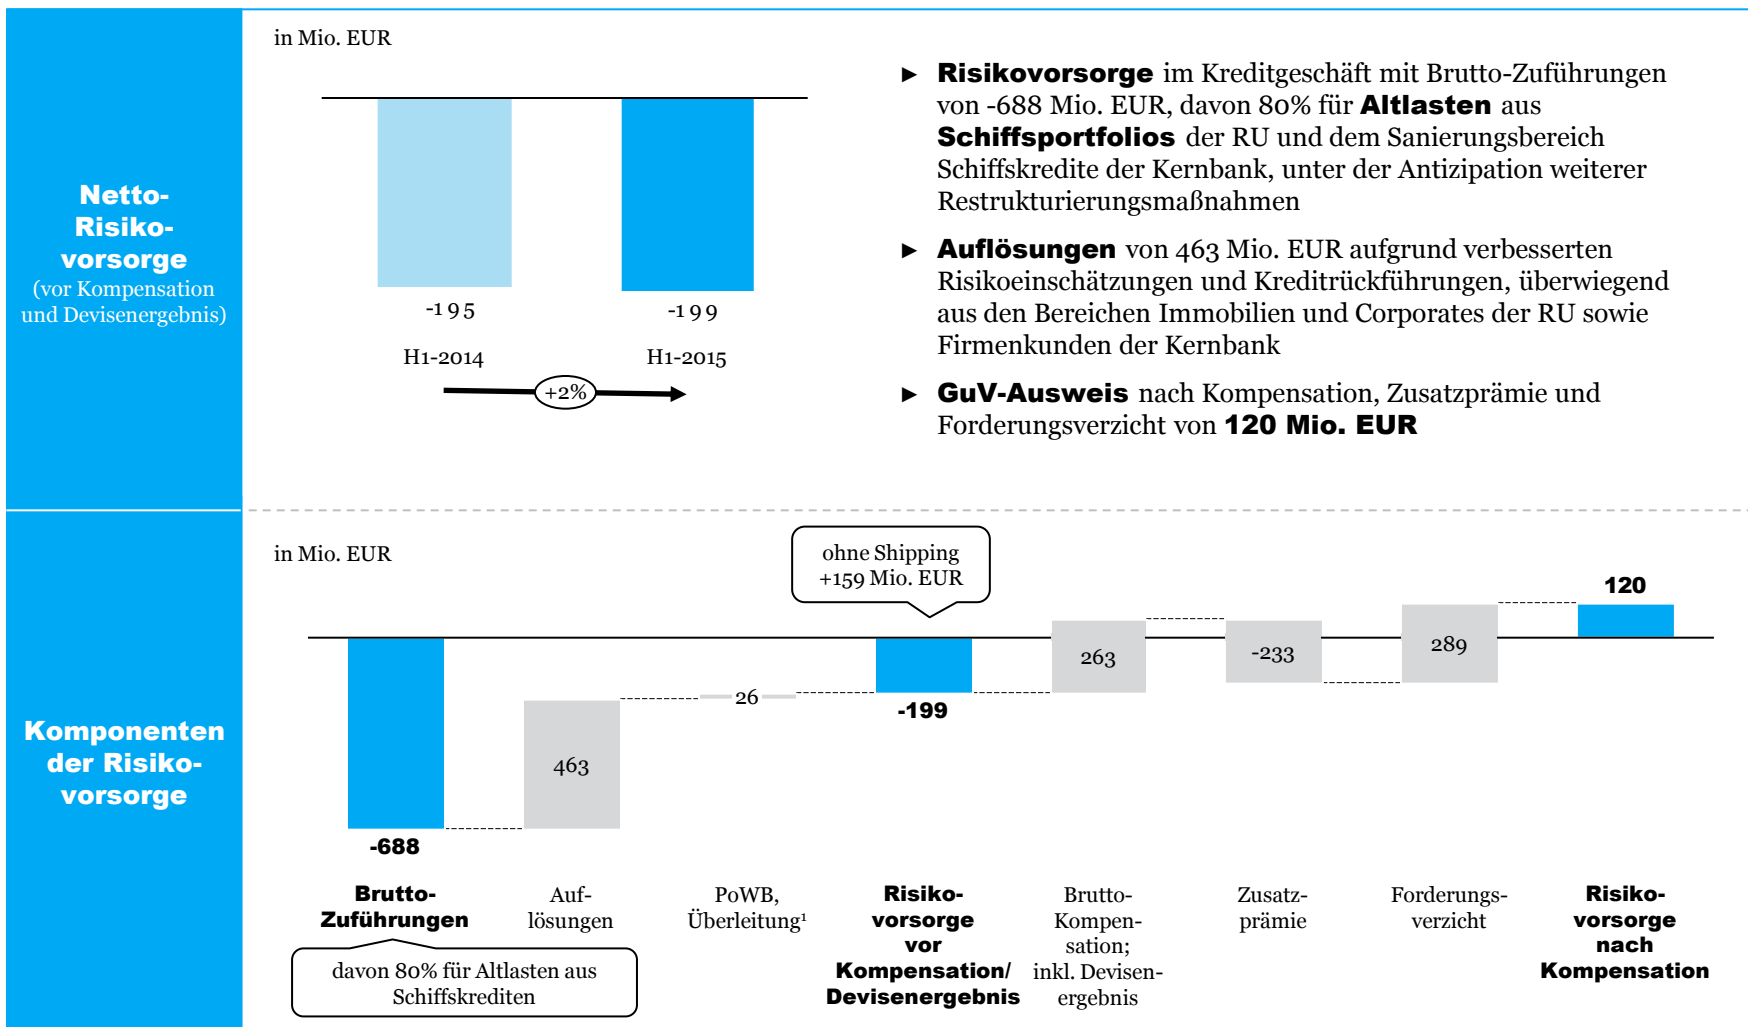 Netto-
Risiko-
vorsorge
(vor Kompensation
und Devisenergebnis)
in Mio. EUR
-195
-199
H1-2014
H1-2015
+2%
► Risikovorsorge im Kreditgeschäft mit Brutto-Zuführungen
von -688 Mio. EUR, davon 80% für Altlasten aus
Schiffsportfolios der RU und dem Sanierungsbereich
Schiffskredite der Kernbank, unter der Antizipation weiterer
Restrukturierungsmaßnahmen
► Auflösungen von 463 Mio. EUR aufgrund verbesserten
Risikoeinschätzungen und Kreditrückführungen, überwiegend
aus den Bereichen Immobilien und Corporates der RU sowie
Firmenkunden der Kernbank
► GuV-Ausweis nach Kompensation, Zusatzprämie und
Forderungsverzicht von 120 Mio. EUR
Komponenten
der Risiko-
vorsorge
in Mio. EUR
ohne Shipping
+159 Mio. EUR
-688
463
26
-199
263
-233
289
120
Brutto-
Zuführungen
Auf-
lösungen
PoWB,
Überleitung¹
Risiko-
vorsorge
vor
Kompensation/
Devisenergebnis
Brutto-
Kompen-
sation;
inkl. Devisen-
ergebnis
Zusatz-
prämie
Forderungs-
verzicht
Risiko-
vorsorge
nach
Kompensation
davon 80% für Altlasten aus
Schiffskrediten